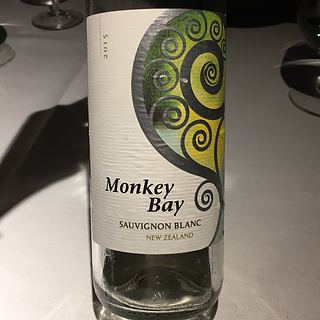 2015
Monkey
Bay
SAUVIGNON BLANC
NEW ZEALAND